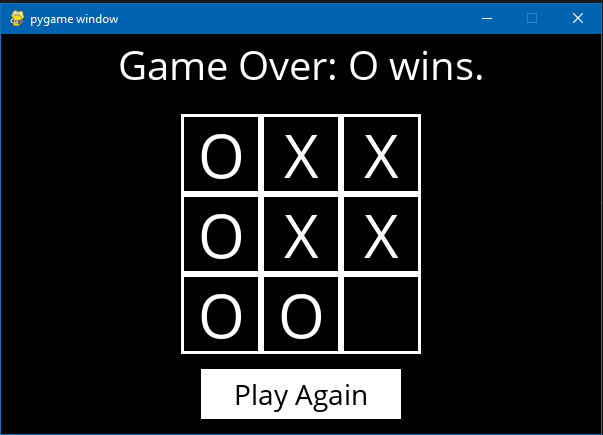 pygame window
Game Over: O wins.
O X X
O X X
O O
Play Again